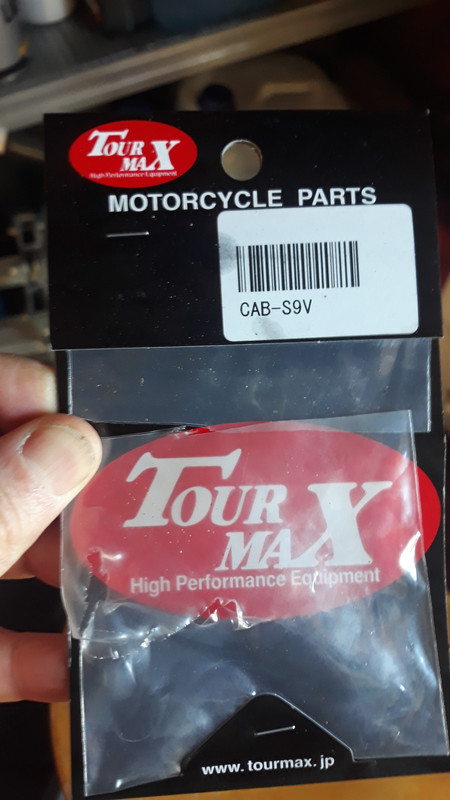 TOUR MAX
High Performance Equipment
MOTORCYCLE PARTS
CAB-S9V
TOUR MAX
High Performance Equipment
www.tourmax.jp